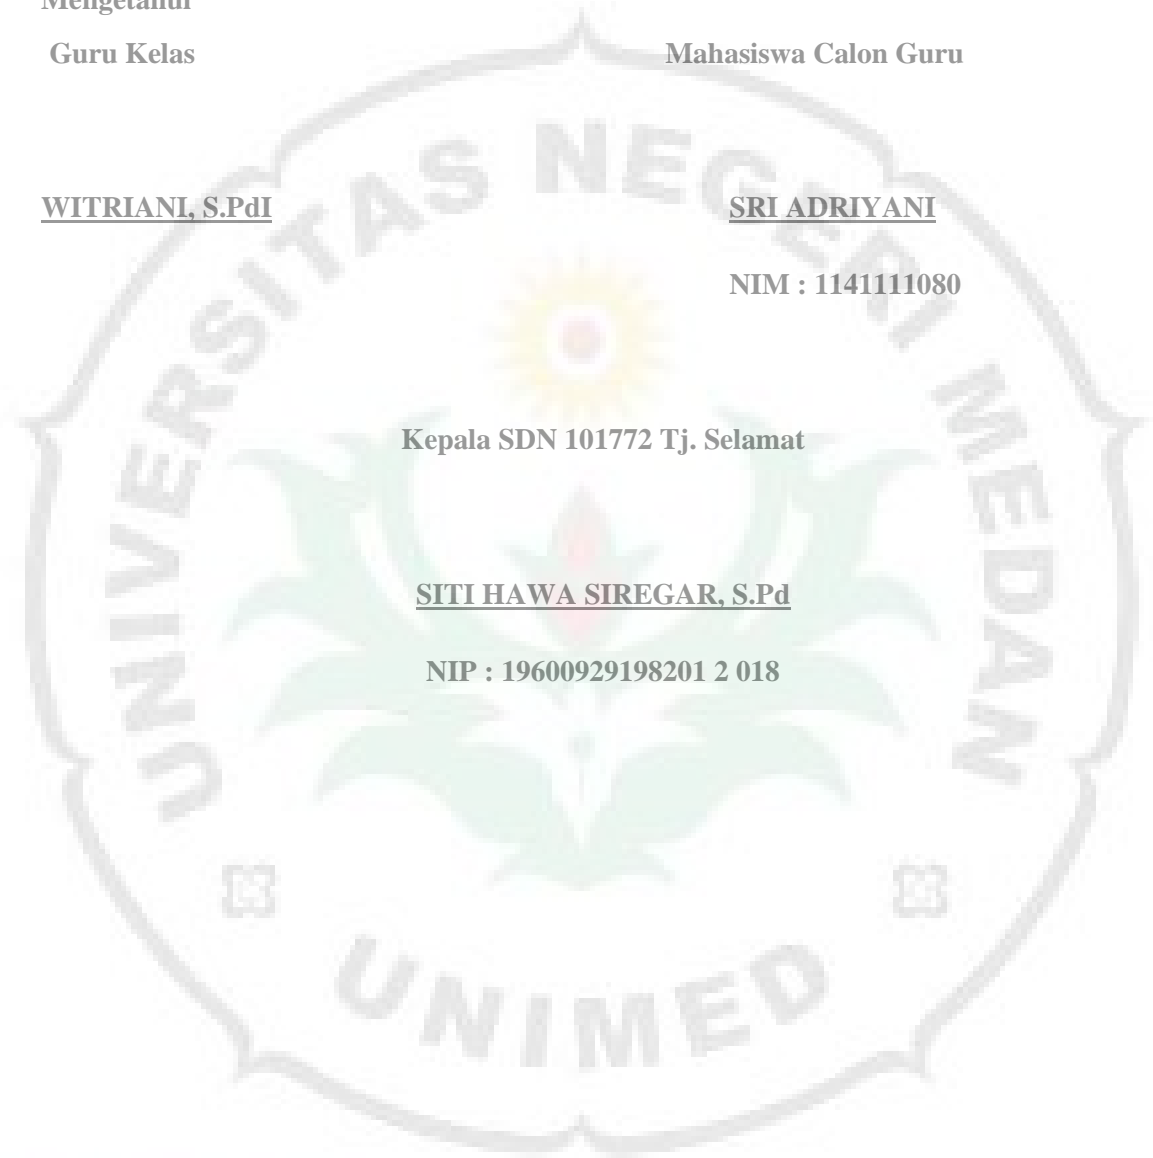 Mengetahui
Guru Kelas Mahasiswa Calon Guru
WITRIANI, S.PdI SRI ADRIYANI
NIM : 1141111080
Kepala SDN 101772 Tj. Selamat
SITI HAWA SIREGAR, S.Pd
NIP : 19600929198201 2 018
UNIVERSITAS NEGERI MEDAN
UNIMED